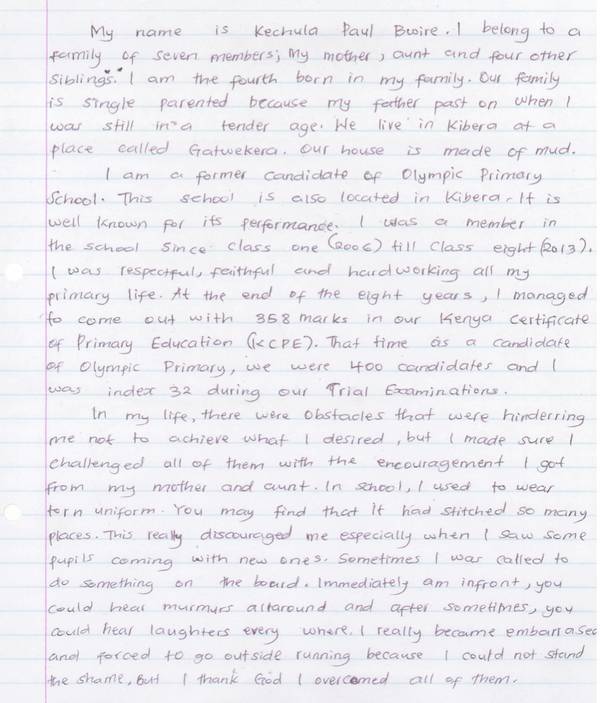 My name is Kechula Paul Bwire. I belong to a
family of seven members; My mother, aunt and four other
siblings. I am the fourth born in my family. Our family
is single parented because my father past on when I
was still in a tender age. We live in Kibera at a
place called Gatwekera. Our house is made of mud.
I am a former candidate of Olympic Primary
School. This school is also located in Kibera. It is
well known for its performance. I was a member in
the school since class one (2006) till class eight (2013).
I was respectful, faithful and hardworking all my
primary life. At the end of the eight years, I managed
to come out with 358 marks in our Kenya Certificate
of Primary Education (KCPE). That time as a candidate
of Olympic Primary, we were 400 candidates and I
was index 32 during our Trial Examinations.
In my life, there were obstacles that were hinderring
me not to achieve what I desired, but I made sure I
challenged all of them with the encouragement I got
from my mother and aunt. In school, I used to wear
torn uniform. You may find that it had stitched so many
places. This really discouraged me especially when I saw some
pupils coming with new ones. Sometimes I was called to
do something on the board. Immediately am infront, you
could hear murmurs allaround and after sometimes, you
could hear laughters every where. I really became embarrased
and forced to go outside running because I could not stand
the shame, But I thank God I overcomed all of them.